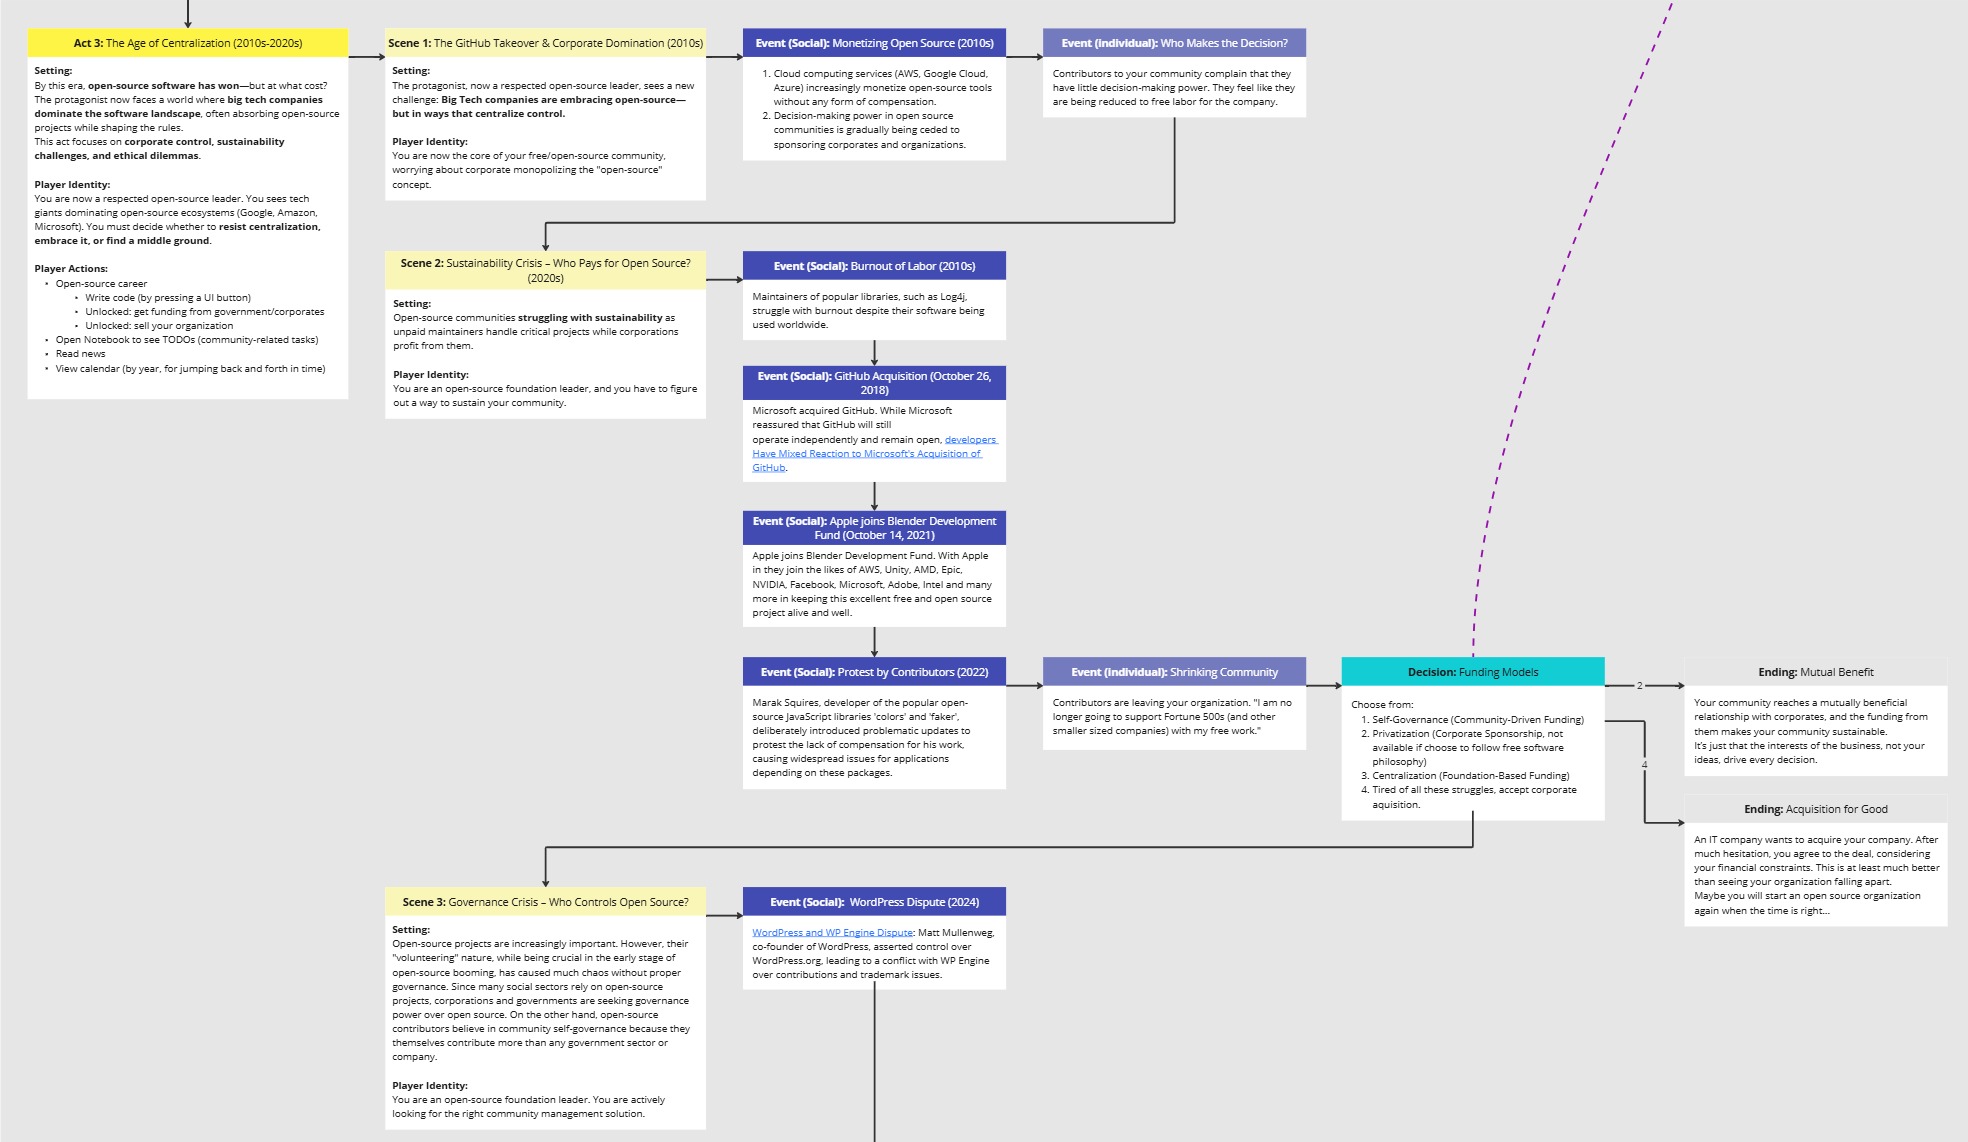 Act 3: The Age of Centralization (2010s-2020s)
Setting:
By this era, open-source software has won—but at what cost?
The protagonist now faces a world where big tech companies
dominate the software landscape, often absorbing open-source
projects while shaping the rules.
This act focuses on corporate control, sustainability
challenges, and ethical dilemmas.
Player Identity:
You are now a respected open-source leader. You sees tech
giants dominating open-source ecosystems (Google, Amazon,
Microsoft). You must decide whether to resist centralization,
embrace it, or find a middle ground.
Player Actions:
• Open-source career
• Write code (by pressing a UI button)
• Unlocked: get funding from government/corporates
• Unlocked: sell your organization
• Open Notebook to see TODOs (community-related tasks)
• Read news
• View calendar (by year, for jumping back and forth in time)
Scene 1: The GitHub Takeover & Corporate Domination (2010s)
Setting:
The protagonist, now a respected open-source leader, sees a new
challenge: Big Tech companies are embracing open-source—
but in ways that centralize control.
Player Identity:
You are now the core of your free/open-source community,
worrying about corporate monopolizing the "open-source"
concept.
Event (Social): Monetizing Open Source (2010s)
1. Cloud computing services (AWS, Google Cloud,
Azure) increasingly monetize open-source tools
without any form of compensation.
2. Decision-making power in open source
communities is gradually being ceded to
sponsoring corporates and organizations.
Event (Individual): Who Makes the Decision?
Contributors to your community complain that they
have little decision-making power. They feel like they
are being reduced to free labor for the company.
Scene 2: Sustainability Crisis – Who Pays for Open Source?
(2020s)
Setting:
Open-source communities struggling with sustainability as
unpaid maintainers handle critical projects while corporations
profit from them.
Player Identity:
You are an open-source foundation leader, and you have to figure
out a way to sustain your community.
Event (Social): Burnout of Labor (2010s)
Maintainers of popular libraries, such as Log4j,
struggle with burnout despite their software being
used worldwide.
Event (Social): GitHub Acquisition (October 26,
2018)
Microsoft acquired GitHub. While Microsoft
reassured that GitHub will still
operate independently and remain open, developers
Have Mixed Reaction to Microsoft's Acquisition of
GitHub.
Event (Social): Apple joins Blender Development
Fund (October 14, 2021)
Apple joins Blender Development Fund. With Apple
in they join the likes of AWS, Unity, AMD, Epic,
NVIDIA, Facebook, Microsoft, Adobe, Intel and many
more in keeping this excellent free and open source
project alive and well.
Event (Social): Protest by Contributors (2022)
Marak Squires, developer of the popular open-
source JavaScript libraries 'colors' and 'faker',
deliberately introduced problematic updates to
protest the lack of compensation for his work,
causing widespread issues for applications
depending on these packages.
Event (Individual): Shrinking Community
Contributors are leaving your organization. "I am no
longer going to support Fortune 500s (and other
smaller sized companies) with my free work."
Decision: Funding Models
Choose from:
1. Self-Governance (Community-Driven Funding)
2. Privatization (Corporate Sponsorship, not
available if choose to follow free software
philosophy)
3. Centralization (Foundation-Based Funding)
4. Tired of all these struggles, accept corporate
aquisition.
2
4
Ending: Mutual Benefit
Your community reaches a mutually beneficial
relationship with corporates, and the funding from
them makes your community sustainable.
It's just that the interests of the business, not your
ideas, drive every decision.
Ending: Acquisition for Good
An IT company wants to acquire your company. After
much hesitation, you agree to the deal, considering
your financial constraints. This is at least much better
than seeing your organization falling apart.
Maybe you will start an open source organization
again when the time is right...
Scene 3: Governance Crisis – Who Controls Open Source?
Setting:
Open-source projects are increasingly important. However, their
"volunteering" nature, while being crucial in the early stage of
open-source booming, has caused much chaos without proper
governance. Since many social sectors rely on open-source
projects, corporations and governments are seeking governance
power over open source. On the other hand, open-source
contributors believe in community self-governance because they
themselves contribute more than any government sector or
company.
Player Identity:
You are an open-source foundation leader. You are actively
looking for the right community management solution.
Event (Social): WordPress Dispute (2024)
WordPress and WP Engine Dispute: Matt Mullenweg,
co-founder of WordPress, asserted control over
WordPress.org, leading to a conflict with WP Engine
over contributions and trademark issues.